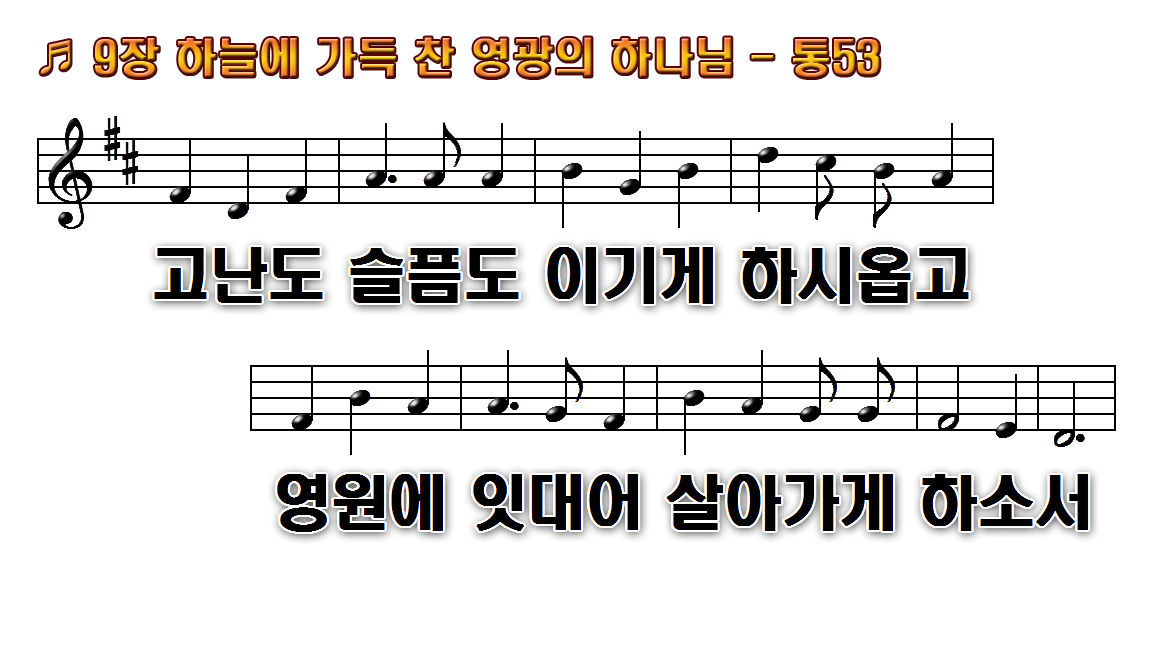 ♬ 9장 하늘에 가득 찬 영광의 하나님 - 통53
고난도 슬픔도 이기게 하시옵고
영원에 잇대어 살아가게 하소서